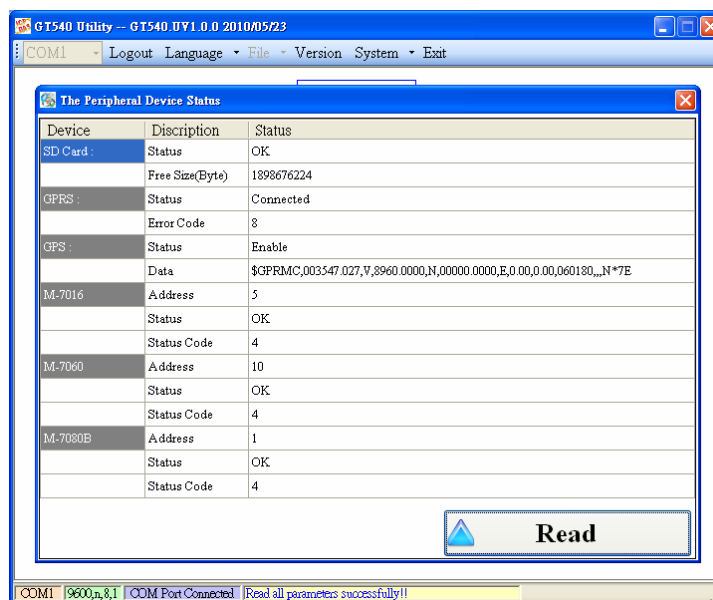 GT540 Utility -- GT540.UV1.0.0 2010/05/23
COM1 Logout Language File Version System Exit
The Peripheral Device Status
Device Discription Status
SD Card : Status OK
Free Size(Byte) 1898676224
GPRS : Status Connected
Error Code 8
GPS : Status Enable
Data $GPRMC,003547.027,V,8960.0000,N,00000.0000,E,0.00,0.00,060180,,,N*7E
M-7016 Address 5
Status OK
Status Code 4
M-7060 Address 10
Status OK
Status Code 4
M-7080B Address 1
Status OK
Status Code 4
Read
COM1 9600,n,8,1 COM Port Connected Read all parameters successfully!!